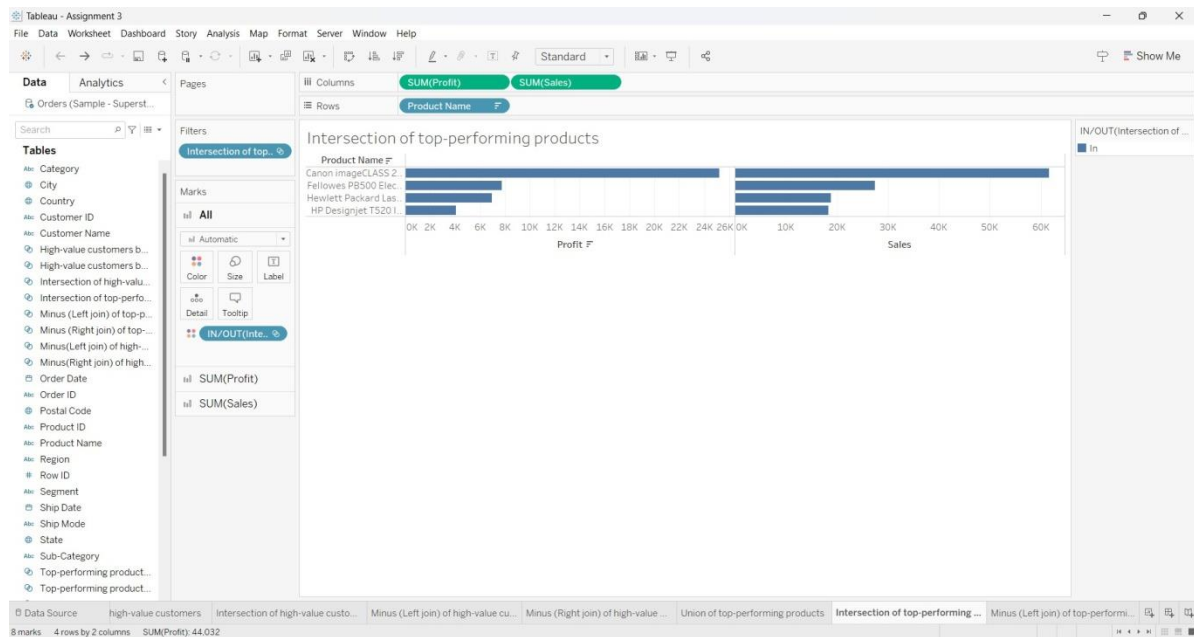 Tableau - Assignment 3
File Data Worksheet Dashboard Story Analysis Map Format Server Window Help
Standard
Show Me
Data Analytics
Pages
Columns SUM(Profit) SUM(Sales)
Orders (Sample - Superst...
Rows Product Name
Search
Tables
Category
City
Country
Customer ID
Customer Name
High-value customers b...
High-value customers b...
Intersection of high-valu...
Intersection of top-perfo...
Minus (Left join) of top-p...
Minus (Right join) of top-...
Minus(Left join) of high-...
Minus(Right join) of high...
Order Date
Order ID
Postal Code
Product ID
Product Name
Region
Row ID
Segment
Ship Date
Ship Mode
State
Sub-Category
Top-performing product...
Top-performing product...
Filters
Intersection of top..
Marks
All
Automatic
Color Size Label
Detail Tooltip
IN/OUT(Inte..
SUM(Profit)
SUM(Sales)
Intersection of top-performing products
Product Name
Canon imageCLASS 2..
Fellowes PB500 Elec..
Hewlett Packard Las..
HP Designjet T520 I..
0K 2K 4K 6K 8K 10K 12K 14K 16K 18K 20K 22K 24K 26K 0K 10K 20K 30K 40K 50K 60K
Profit Sales
IN/OUT(Intersection of ...
In
Data Source high-value customers Intersection of high-value custo... Minus (Left join) of high-value cu... Minus (Right join) of high-value ... Union of top-performing products Intersection of top-performing ... Minus (Left join) of top-performi...
8 marks 4 rows by 2 columns SUM(Profit): 44,032